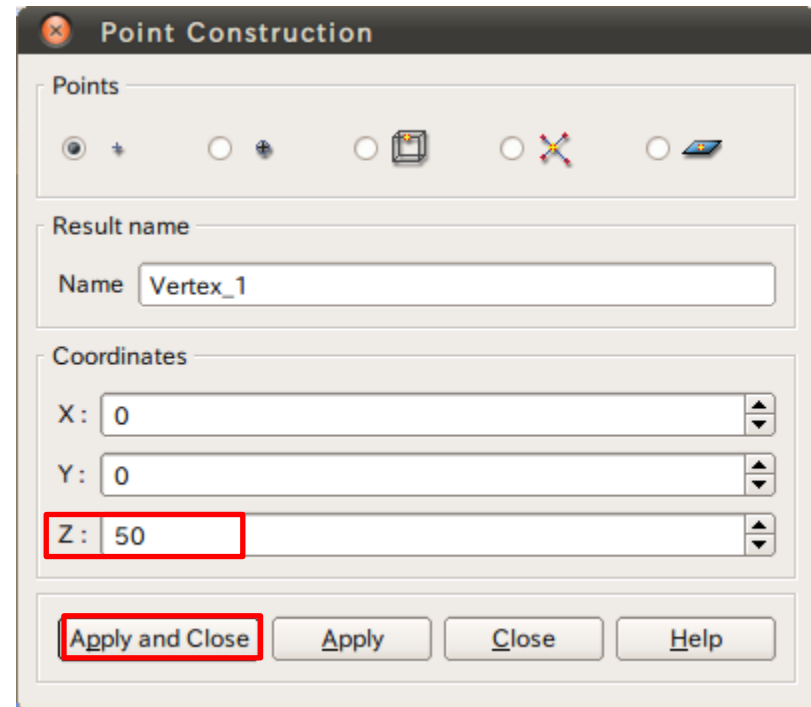 Point Construction
Points
Result name
Name Vertex_1
Coordinates
X : 0
Y : 0
Z : 50
Apply and Close Apply Close Help